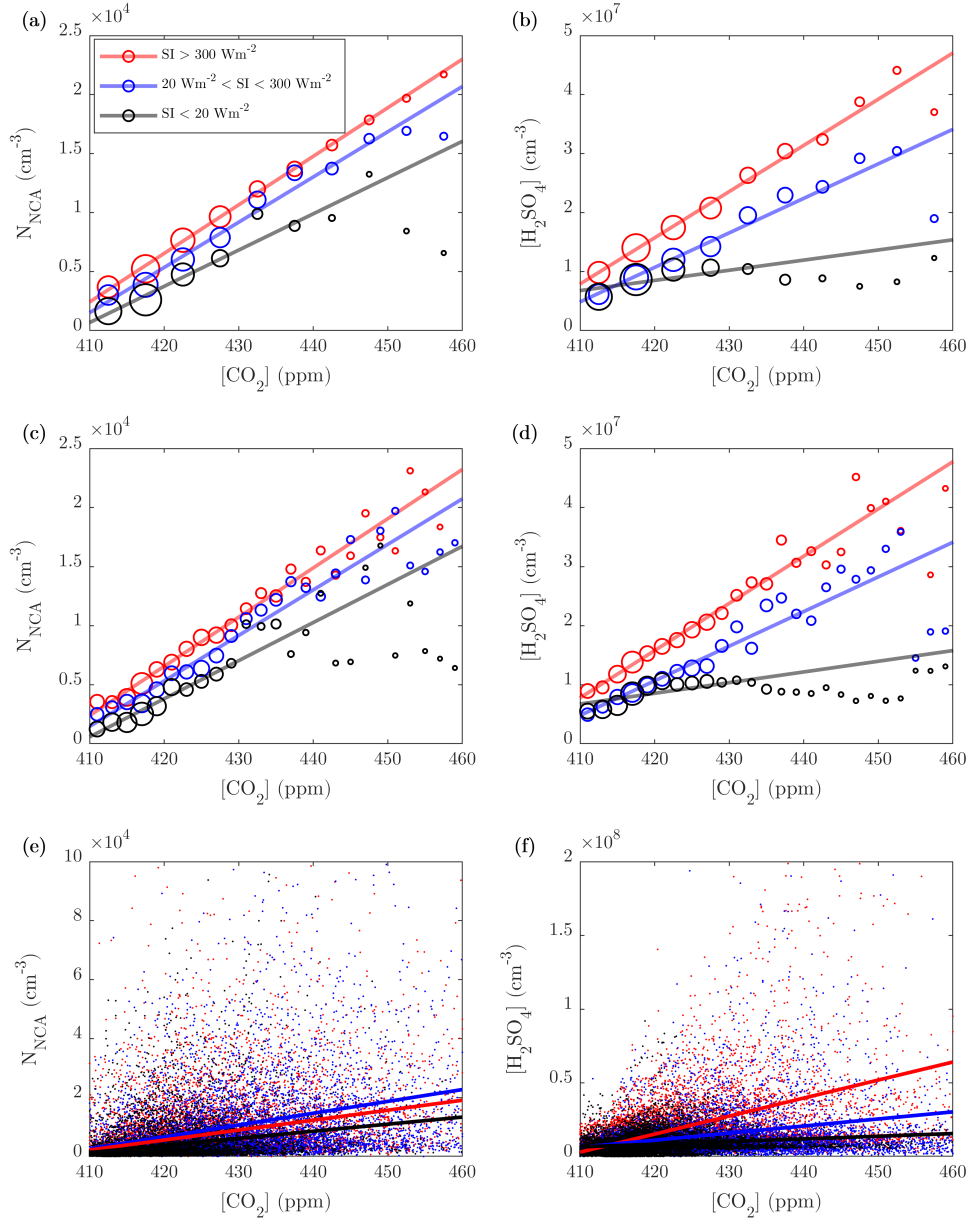 (a)
×10⁴
2.5
2
1.5
1
0.5
0
410 420 430 440 450 460
[CO₂] (ppm)
N_NCA (cm⁻³)
SI > 300 Wm⁻²
20 Wm⁻² < SI < 300 Wm⁻²
SI < 20 Wm⁻²
(b)
×10⁷
5
4
3
2
1
0
410 420 430 440 450 460
[CO₂] (ppm)
[H₂SO₄] (cm⁻³)
(c)
×10⁴
2.5
2
1.5
1
0.5
0
410 420 430 440 450 460
[CO₂] (ppm)
N_NCA (cm⁻³)
(d)
×10⁷
5
4
3
2
1
0
410 420 430 440 450 460
[CO₂] (ppm)
[H₂SO₄] (cm⁻³)
(e)
×10⁴
10
8
6
4
2
0
410 420 430 440 450 460
[CO₂] (ppm)
N_NCA (cm⁻³)
(f)
×10⁸
2
1.5
1
0.5
0
410 420 430 440 450 460
[CO₂] (ppm)
[H₂SO₄] (cm⁻³)